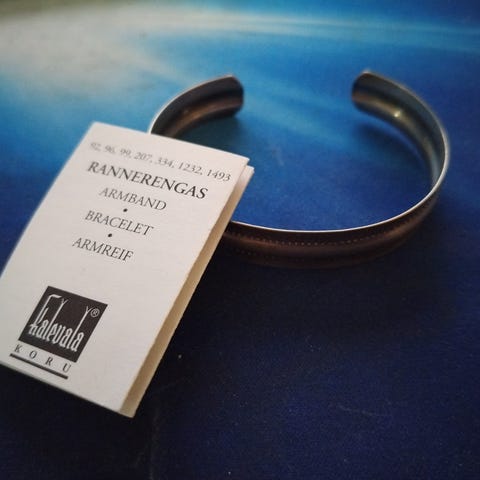 92, 96, 99, 207, 334, 1232, 1493
RANNERENGAS
ARMBAND
•
BRACELET
•
ARMREIF
Kalevala®
KORU